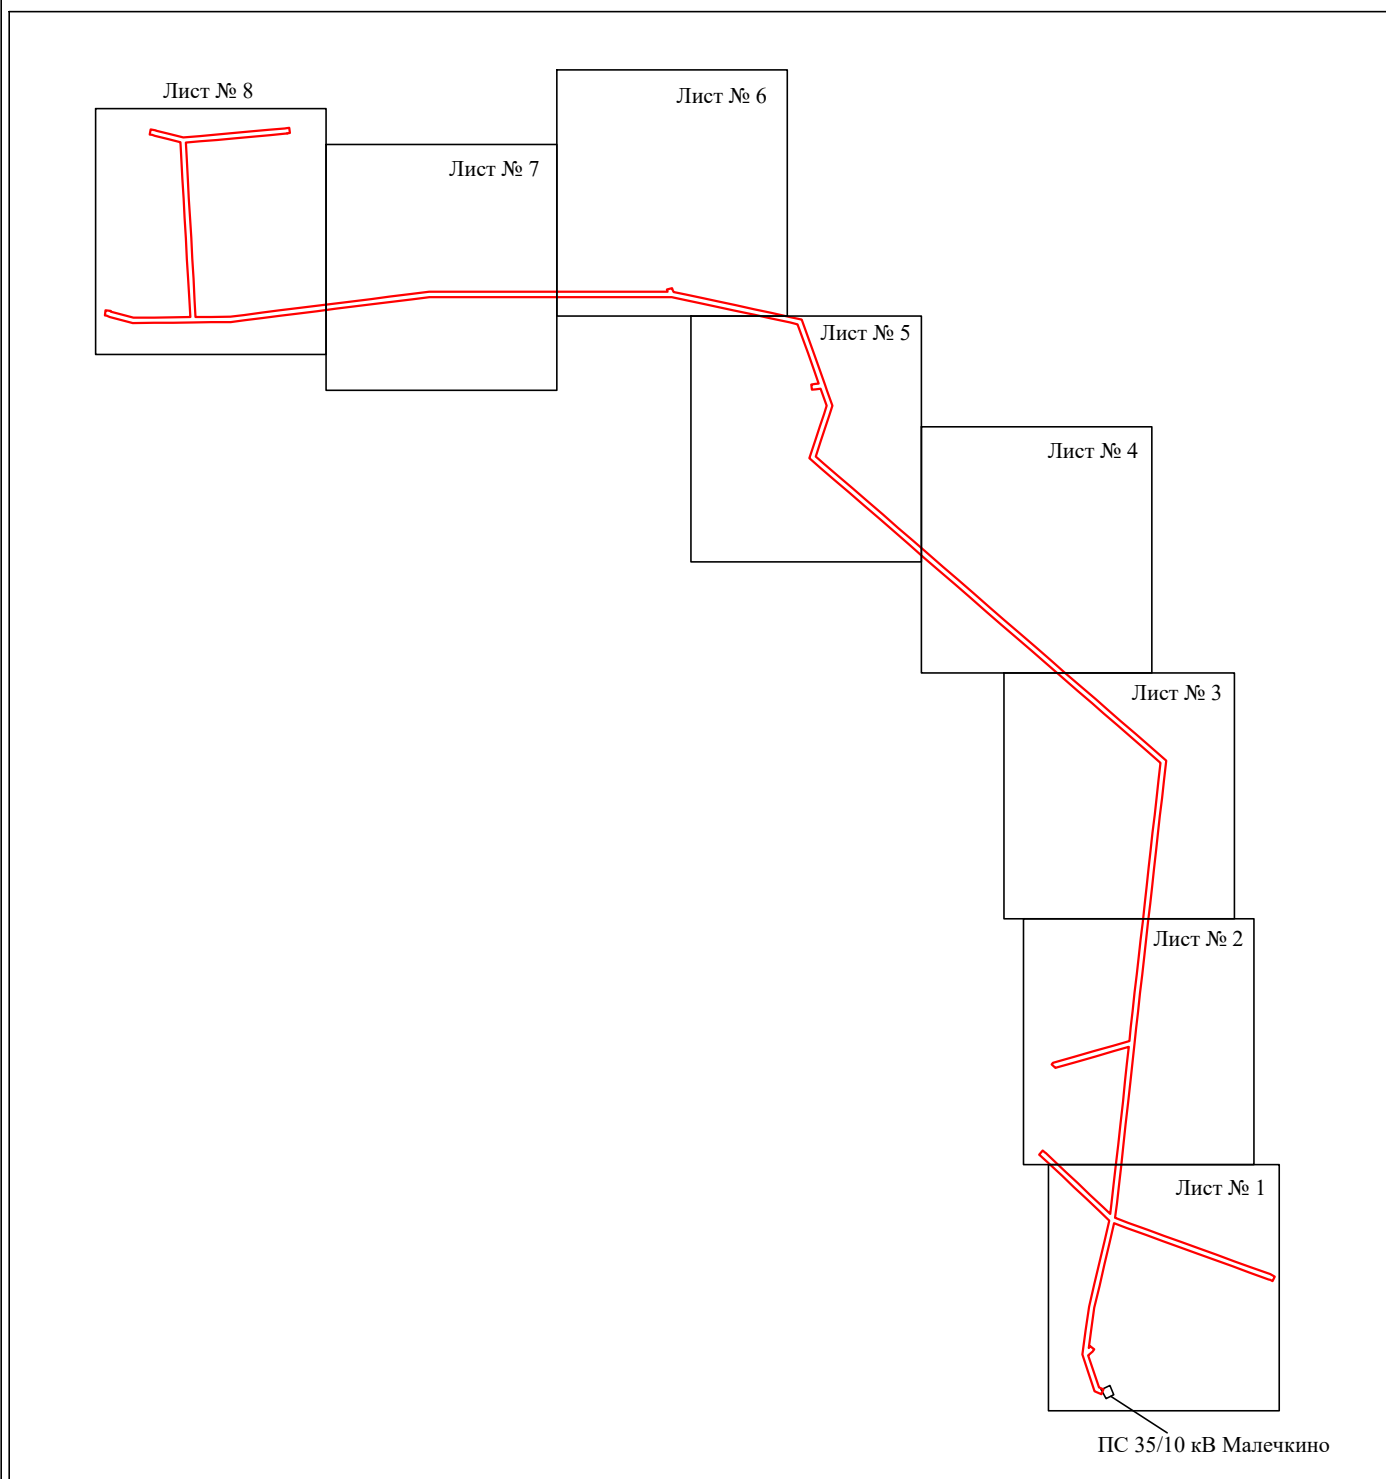 Лист № 8
Лист № 6
Лист № 7
Лист № 5
Лист № 4
Лист № 3
Лист № 2
Лист № 1
ПС 35/10 кВ Малечкино